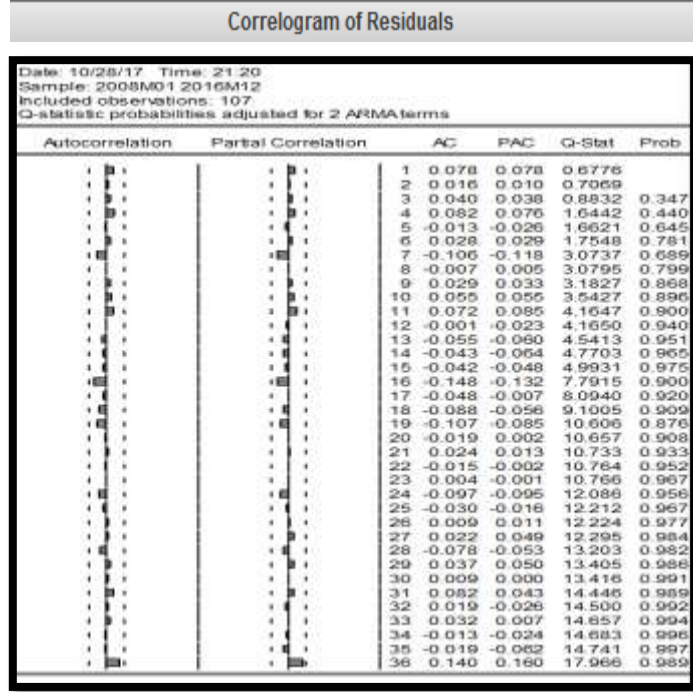 Correlogram of Residuals
Date: 10/28/17 Time: 21:20
Sample: 2008M01 2016M12
Included observations: 107
Q-statistic probabilities adjusted for 2 ARMA terms
Autocorrelation Partial Correlation AC PAC Q-Stat Prob
1 0.078 0.078 0.6776
2 0.016 0.010 0.7069
3 0.040 0.038 0.8832 0.347
4 0.082 0.076 1.6442 0.440
5 -0.013 -0.026 1.6621 0.645
6 0.028 0.029 1.7548 0.781
7 -0.106 -0.118 3.0737 0.689
8 -0.007 0.005 3.0795 0.799
9 0.029 0.033 3.1827 0.868
10 0.055 0.055 3.5427 0.896
11 0.072 0.085 4.1647 0.900
12 -0.001 -0.023 4.1650 0.940
13 -0.055 -0.060 4.5413 0.951
14 -0.043 -0.064 4.7703 0.965
15 -0.042 -0.048 4.9931 0.975
16 -0.148 -0.132 7.7915 0.900
17 -0.048 -0.007 8.0940 0.920
18 -0.088 -0.056 9.1005 0.909
19 -0.107 -0.085 10.606 0.876
20 -0.019 0.002 10.657 0.908
21 0.024 0.013 10.733 0.933
22 -0.015 -0.002 10.764 0.952
23 0.004 -0.001 10.766 0.967
24 -0.097 -0.095 12.086 0.956
25 -0.030 -0.016 12.212 0.967
26 0.009 0.011 12.224 0.977
27 0.022 0.049 12.295 0.984
28 -0.078 -0.053 13.203 0.982
29 0.037 0.050 13.405 0.986
30 0.009 0.000 13.416 0.991
31 0.082 0.043 14.446 0.989
32 0.019 -0.026 14.500 0.992
33 0.032 0.007 14.657 0.994
34 -0.013 -0.024 14.683 0.996
35 -0.019 -0.062 14.741 0.997
36 0.140 0.160 17.966 0.989